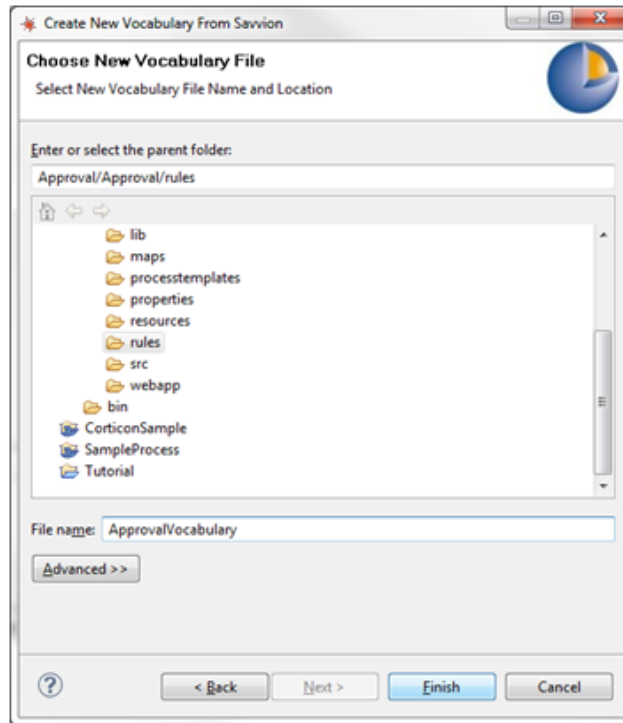 Create New Vocabulary From Savvion
Choose New Vocabulary File
Select New Vocabulary File Name and Location
Enter or select the parent folder:
Approval/Approval/rules
lib
maps
processtemplates
properties
resources
rules
src
webapp
bin
CorticonSample
SampleProcess
Tutorial
File name: ApprovalVocabulary
Advanced >>
? < Back Next > Finish Cancel